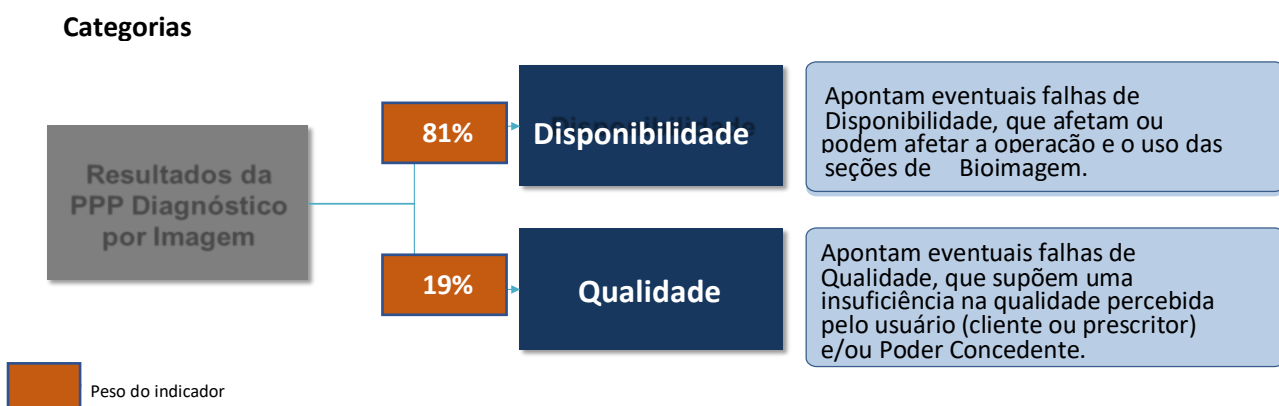 Categorias
Resultados da
PPP Diagnóstico
por Imagem
81%
Disponibilidade
Apontam eventuais falhas de
Disponibilidade, que afetam ou
podem afetar a operação e o uso das
seções de Bioimagem.
19%
Qualidade
Apontam eventuais falhas de
Qualidade, que supõem uma
insuficiência na qualidade percebida
pelo usuário (cliente ou prescritor)
e/ou Poder Concedente.
Peso do indicador